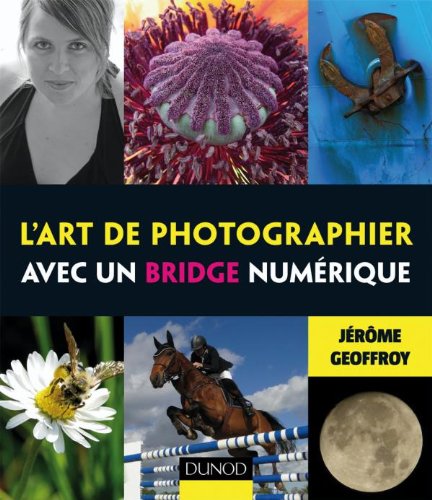 L'ART DE PHOTOGRAPHIER
AVEC UN BRIDGE NUMÉRIQUE
JÉRÔME
GEOFFROY
DUNOD